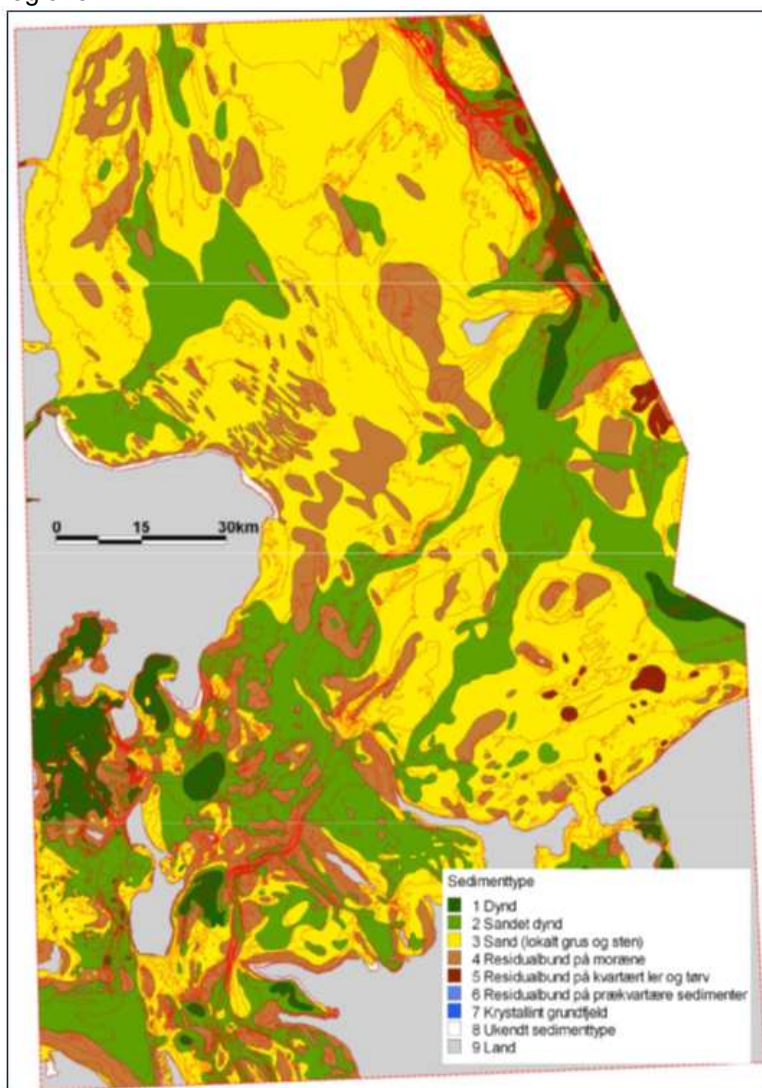 0 15 30km
Sedimenttype
1 Dynd
2 Sandet dynd
3 Sand (lokalt grus og sten)
4 Residualbund på moræne
5 Residualbund på kvartært ler og tørv
6 Residualbund på prækvartære sedimenter
7 Krystallint grundfjeld
8 Ukendt sedimenttype
9 Land